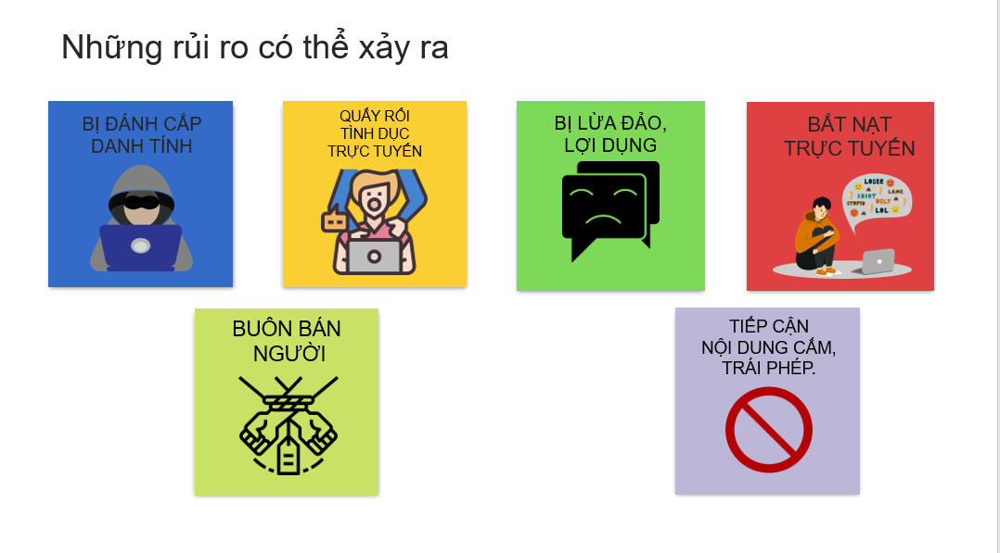 Những rủi ro có thể xảy ra
BỊ ĐÁNH CẮP
DANH TÍNH
QUẤY RỐI
TÌNH DỤC
TRỰC TUYẾN
BỊ LỪA ĐẢO,
LỢI DỤNG
BẮT NẠT
TRỰC TUYẾN
LOSER
IDIOT
LAME
STUPID
UGLY
LOL
BUÔN BÁN
NGƯỜI
TIẾP CẬN
NỘI DUNG CẤM,
TRÁI PHÉP.